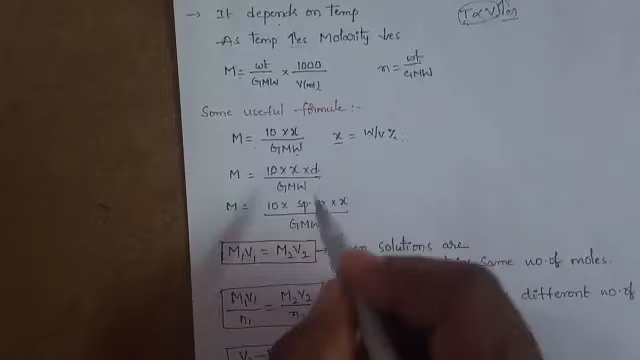 → It depends on Temp
T ∝ V
As Temp ↑es Molarity ↓es
M = wt/GMW × 1000/V(ml)
n = wt/GMW
Some useful formule :-
M = 10 × x/GMW x = W/V%...
M = 10 × x × d/GMW
M = 10 × sp. × x/GMW
M₁V₁ = M₂V₂ → solutions are
same no. of moles.
M₁V₁/n₁ = M₂V₂/n₂ different no. of